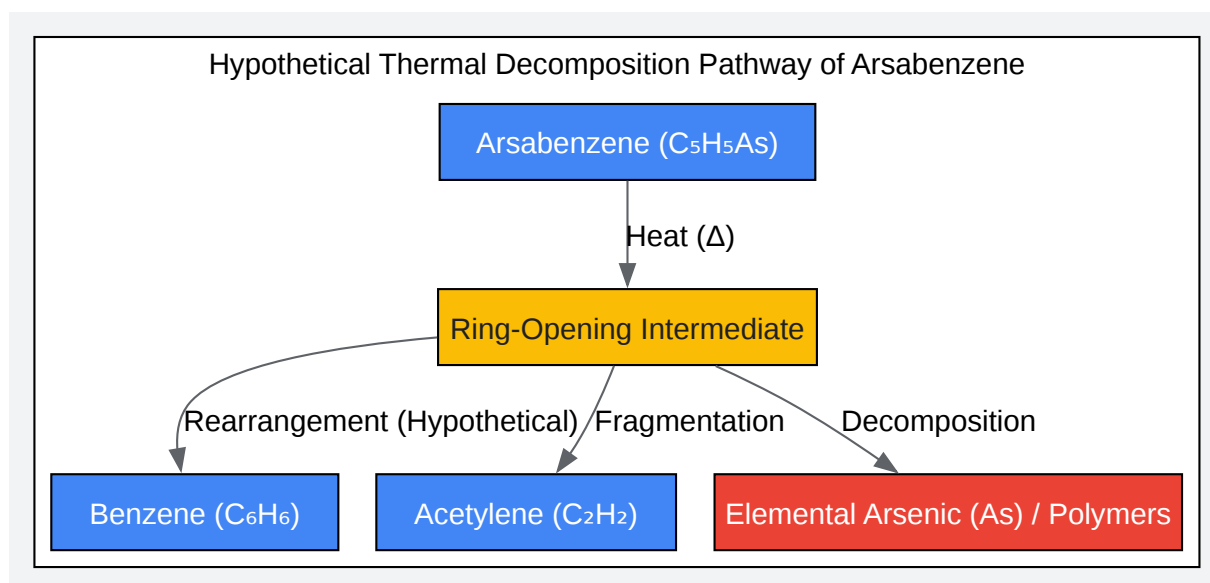 Hypothetical Thermal Decomposition Pathway of Arsabenzene
Arsabenzene (C₅H₅As)
Heat (Δ)
Ring-Opening Intermediate
Rearrangement (Hypothetical)
Fragmentation
Decomposition
Benzene (C₆H₆)
Acetylene (C₂H₂)
Elemental Arsenic (As) / Polymers